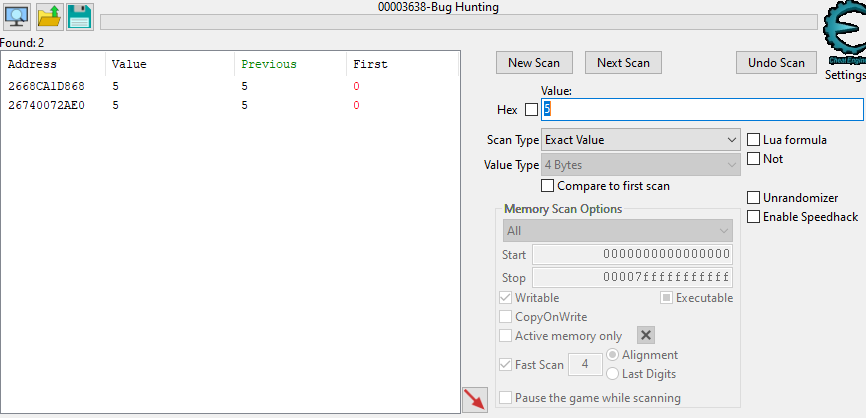 00003638-Bug Hunting
Found: 2
Address Value Previous First
2668CA1D868 5 5 0
26740072AE0 5 5 0
New Scan Next Scan Undo Scan
Cheat Engine
Settings
Value:
Hex 5
Scan Type Exact Value Lua formula
Value Type 4 Bytes Not
Compare to first scan
Unrandomizer
Enable Speedhack
Memory Scan Options
All
Start 0000000000000000
Stop 00007fffffffffff
Writable Executable
CopyOnWrite
Active memory only
Fast Scan 4 Alignment
Last Digits
Pause the game while scanning